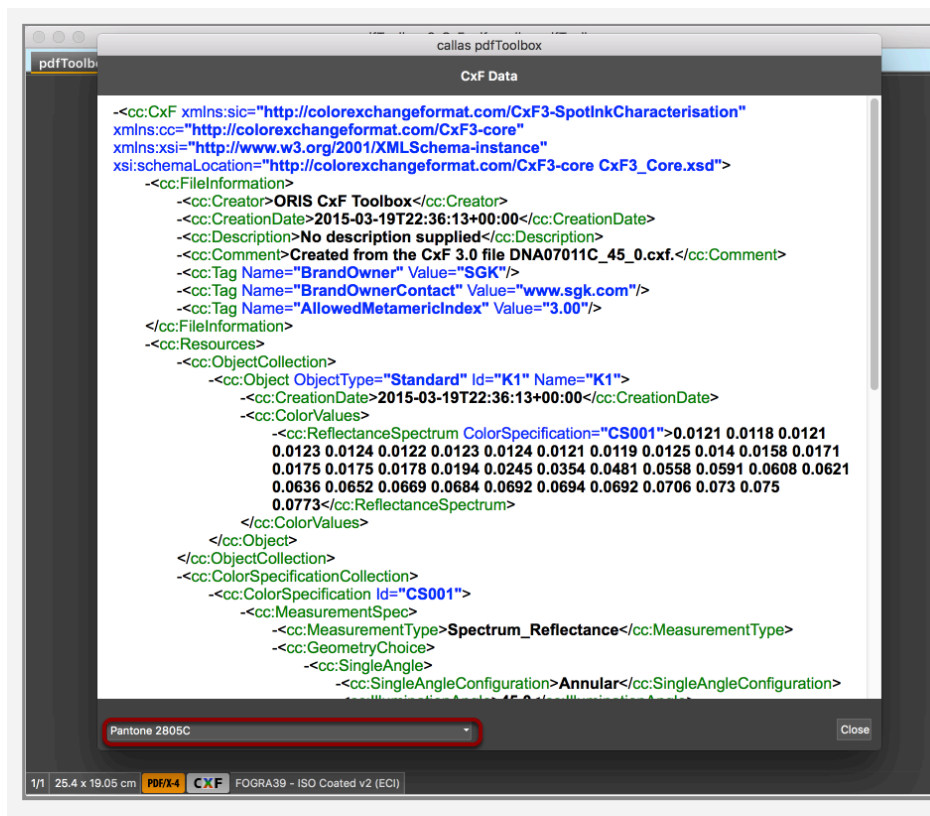 callas pdfToolbox
pdfToolb
CxF Data
-<cc:CxF xmlns:sic="http://colorexchangeformat.com/CxF3-SpotInkCharacterisation"
xmlns:cc="http://colorexchangeformat.com/CxF3-core"
xmlns:xsi="http://www.w3.org/2001/XMLSchema-instance"
xsi:schemaLocation="http://colorexchangeformat.com/CxF3-core CxF3_Core.xsd">
-<cc:FileInformation>
-<cc:Creator>ORIS CxF Toolbox</cc:Creator>
-<cc:CreationDate>2015-03-19T22:36:13+00:00</cc:CreationDate>
-<cc:Description>No description supplied</cc:Description>
-<cc:Comment>Created from the CxF 3.0 file DNA07011C_45_0.cxf.</cc:Comment>
-<cc:Tag Name="BrandOwner" Value="SGK"/>
-<cc:Tag Name="BrandOwnerContact" Value="www.sgk.com"/>
-<cc:Tag Name="AllowedMetamericIndex" Value="3.00"/>
</cc:FileInformation>
-<cc:Resources>
-<cc:ObjectCollection>
-<cc:Object ObjectType="Standard" Id="K1" Name="K1">
-<cc:CreationDate>2015-03-19T22:36:13+00:00</cc:CreationDate>
-<cc:ColorValues>
-<cc:ReflectanceSpectrum ColorSpecification="CS001">0.0121 0.0118 0.0121
0.0123 0.0124 0.0122 0.0123 0.0124 0.0121 0.0119 0.0125 0.014 0.0158 0.0171
0.0175 0.0175 0.0178 0.0194 0.0245 0.0354 0.0481 0.0558 0.0591 0.0608 0.0621
0.0636 0.0652 0.0669 0.0684 0.0692 0.0694 0.0692 0.0706 0.073 0.075
0.0773</cc:ReflectanceSpectrum>
</cc:ColorValues>
</cc:Object>
</cc:ObjectCollection>
-<cc:ColorSpecificationCollection>
-<cc:ColorSpecification Id="CS001">
-<cc:MeasurementSpec>
-<cc:MeasurementType>Spectrum_Reflectance</cc:MeasurementType>
-<cc:GeometryChoice>
-<cc:SingleAngle>
-<cc:SingleAngleConfiguration>Annular</cc:SingleAngleConfiguration>
Pantone 2805C
Close
1/1 25.4 x 19.05 cm PDF/X-4 CXF FOGRA39 - ISO Coated v2 (ECI)